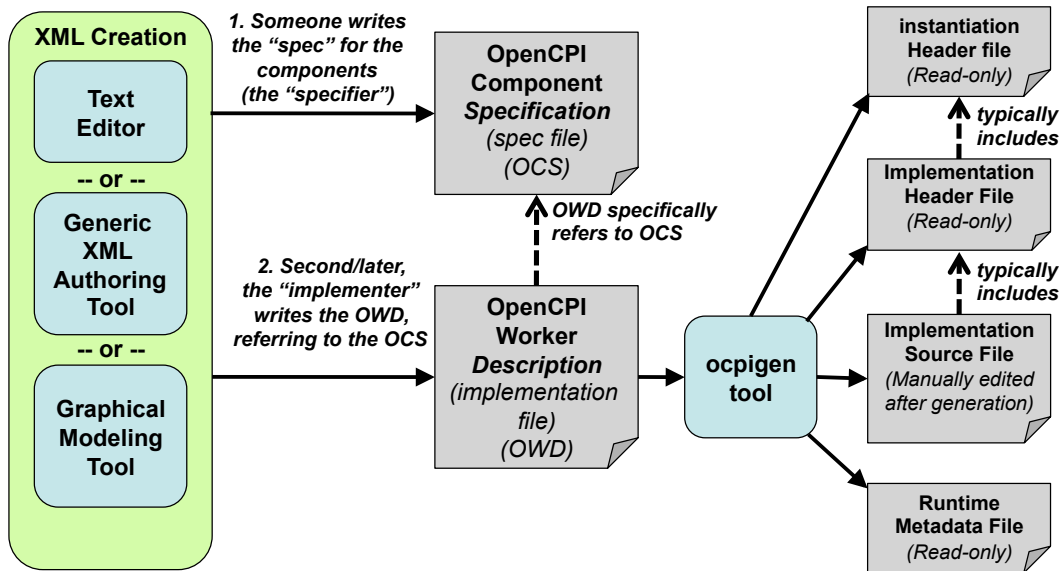 XML Creation
Text
Editor
-- or --
Generic
XML
Authoring
Tool
-- or --
Graphical
Modeling
Tool
1. Someone writes
the “spec” for the
components
(the “specifier”)
OpenCPI
Component
Specification
(spec file)
(OCS)
OWD specifically
refers to OCS
2. Second/later,
the “implementer”
writes the OWD,
referring to the OCS
OpenCPI
Worker
Description
(implementation
file)
(OWD)
ocpigen
tool
instantiation
Header file
(Read-only)
typically
includes
Implementation
Header File
(Read-only)
typically
includes
Implementation
Source File
(Manually edited
after generation)
Runtime
Metadata File
(Read-only)